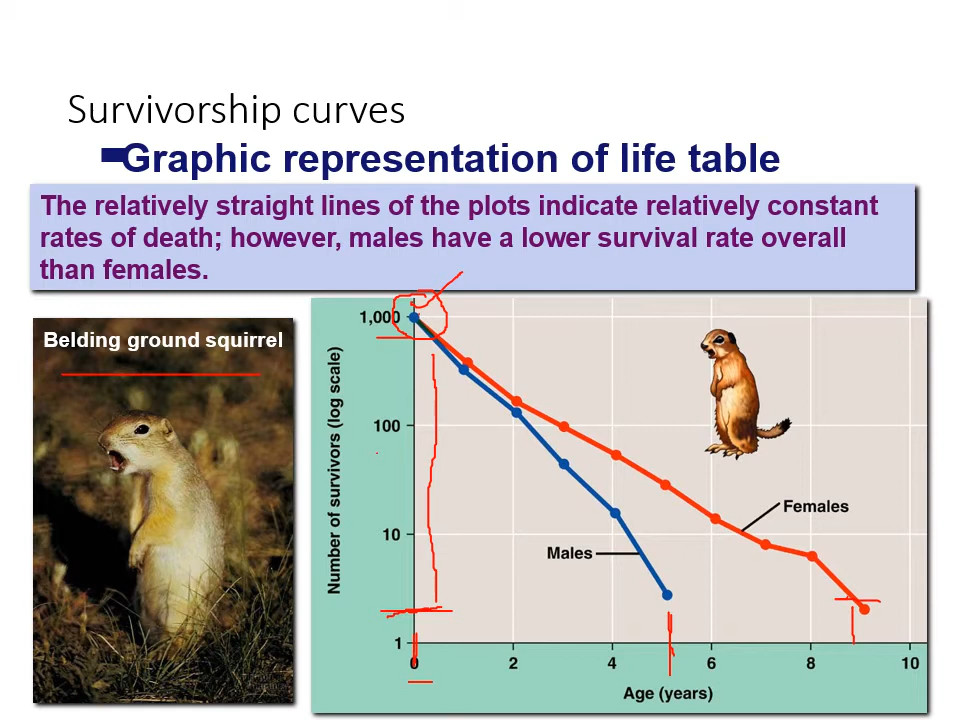 Survivorship curves
Graphic representation of life table
The relatively straight lines of the plots indicate relatively constant
rates of death; however, males have a lower survival rate overall
than females.
Belding ground squirrel
Number of survivors (log scale)
1,000
100
10
1
Females
Males
0 2 4 6 8 10
Age (years)